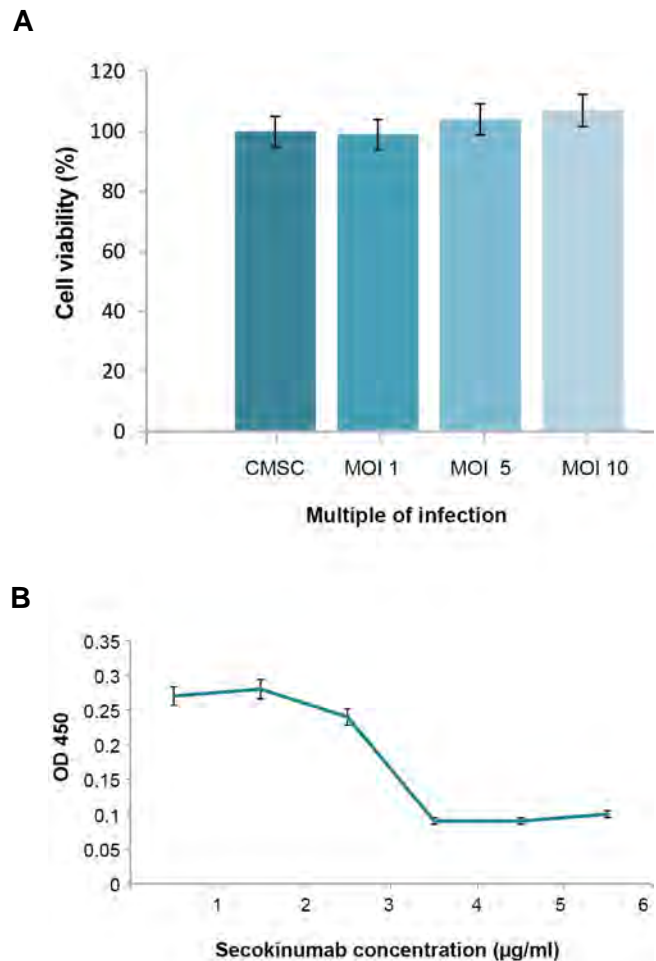 A
120
100
80
60
40
20
0
Cell viability (%)
CMSC MOI 1 MOI 5 MOI 10
Multiple of infection
B
0.35
0.3
0.25
0.2
0.15
0.1
0.05
0
OD 450
1 2 3 4 5 6
Secokinumab concentration (µg/ml)